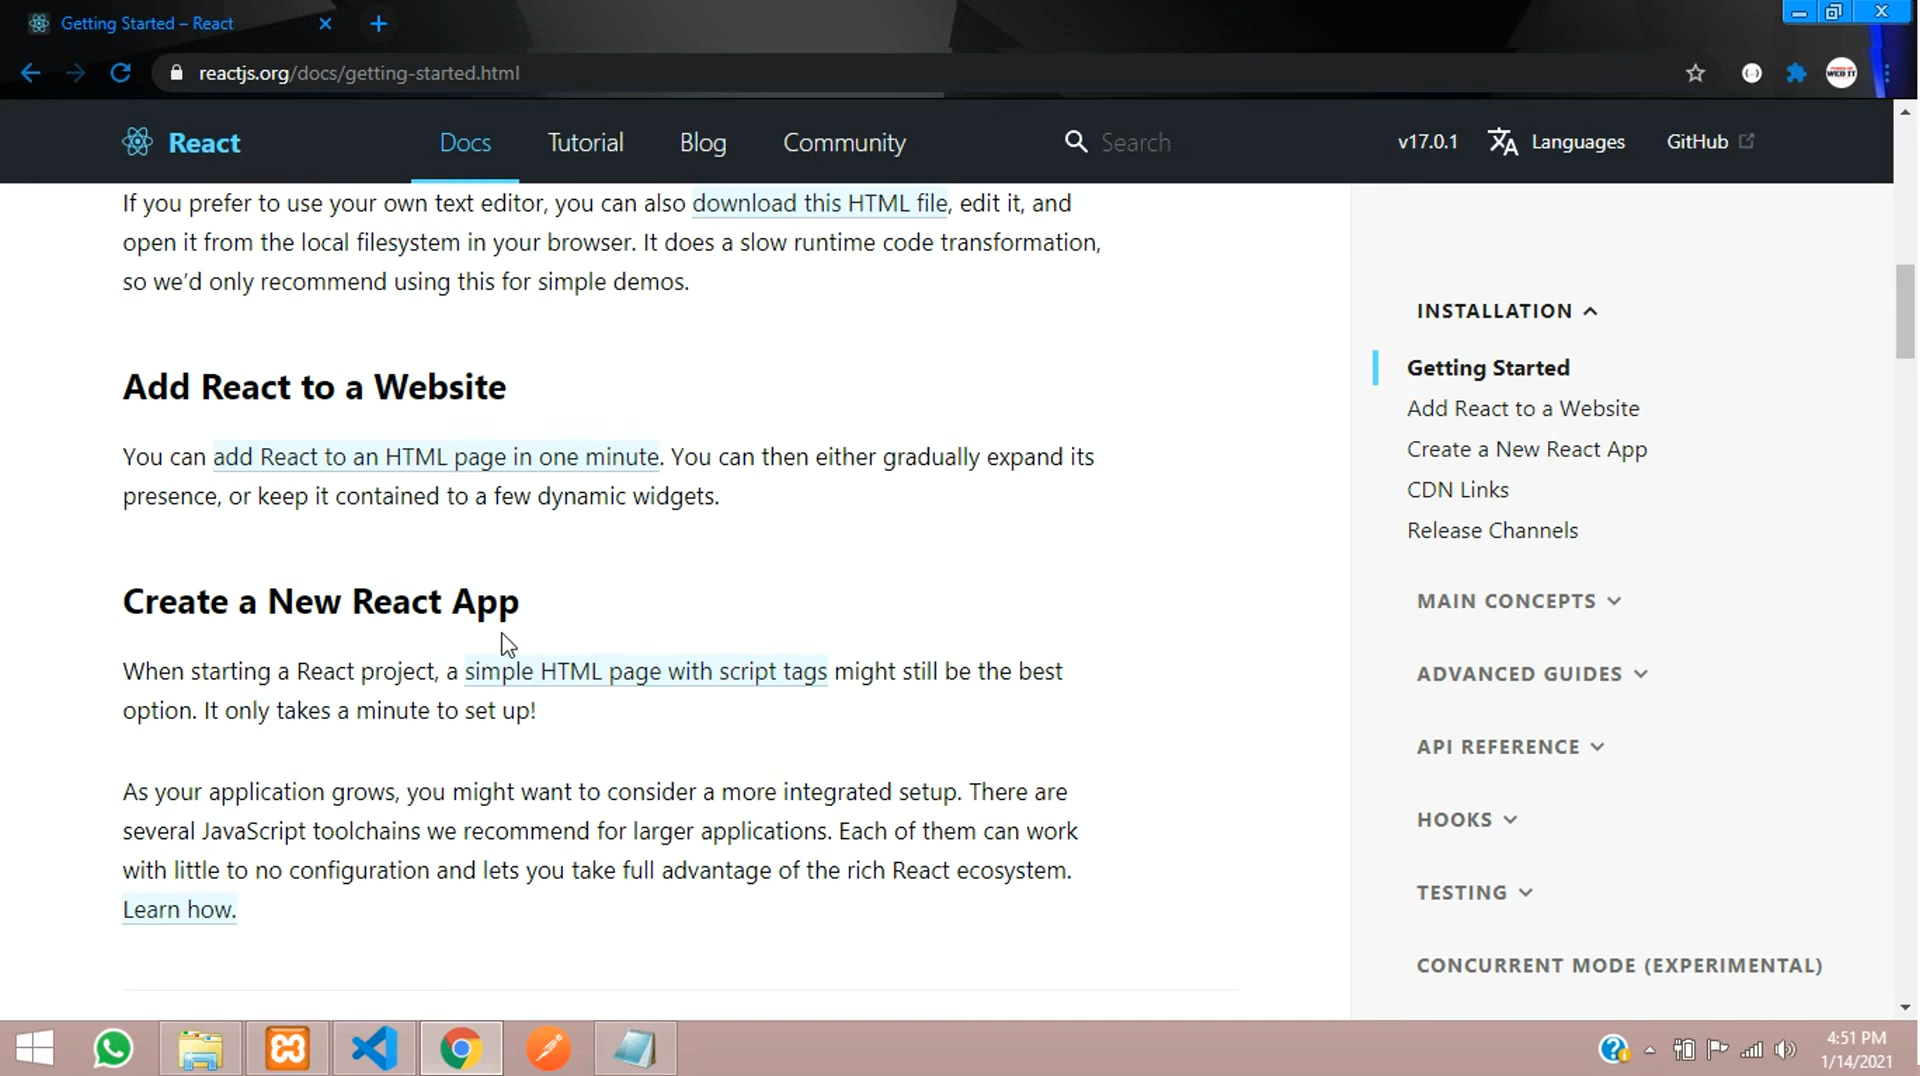 Getting Started – React
reactjs.org/docs/getting-started.html
WEB IT
React
Docs
Tutorial
Blog
Community
Search
v17.0.1
Languages
GitHub
If you prefer to use your own text editor, you can also download this HTML file, edit it, and
open it from the local filesystem in your browser. It does a slow runtime code transformation,
so we’d only recommend using this for simple demos.
Add React to a Website
You can add React to an HTML page in one minute. You can then either gradually expand its
presence, or keep it contained to a few dynamic widgets.
Create a New React App
When starting a React project, a simple HTML page with script tags might still be the best
option. It only takes a minute to set up!
As your application grows, you might want to consider a more integrated setup. There are
several JavaScript toolchains we recommend for larger applications. Each of them can work
with little to no configuration and lets you take full advantage of the rich React ecosystem.
Learn how.
INSTALLATION
Getting Started
Add React to a Website
Create a New React App
CDN Links
Release Channels
MAIN CONCEPTS
ADVANCED GUIDES
API REFERENCE
HOOKS
TESTING
CONCURRENT MODE (EXPERIMENTAL)
4:51 PM
1/14/2021